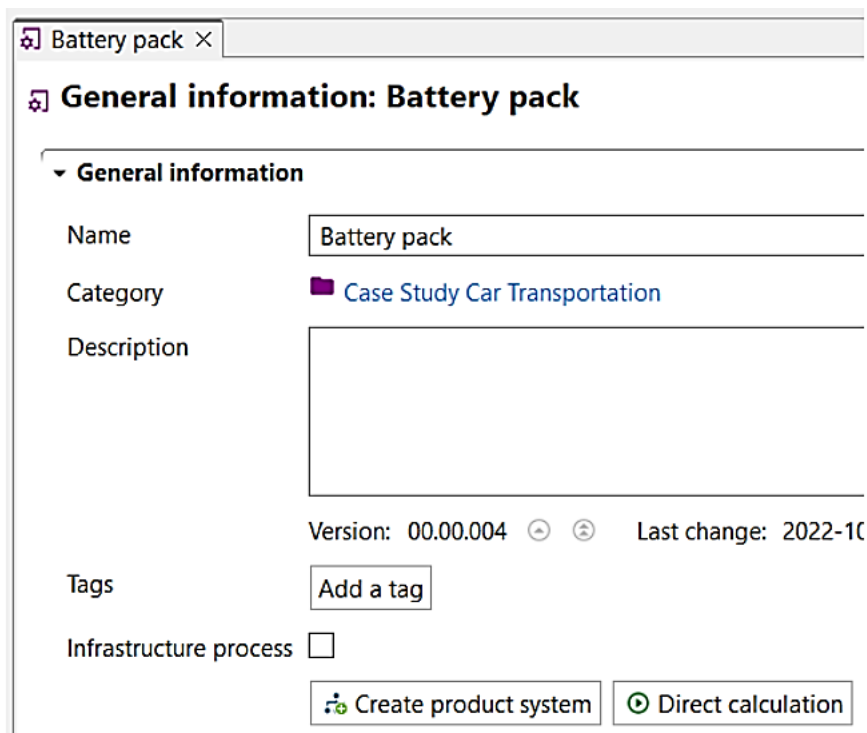 Battery pack
General information: Battery pack
General information
Name Battery pack
Category Case Study Car Transportation
Description
Version: 00.00.004 Last change: 2022-10
Tags Add a tag
Infrastructure process
Create product system Direct calculation